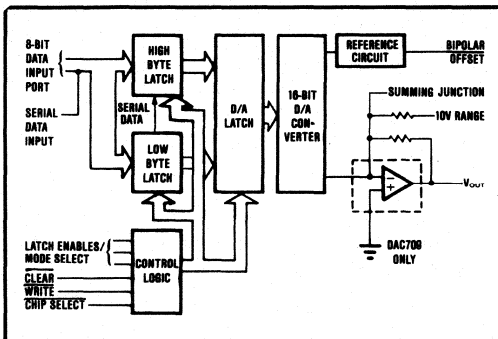 8-BIT
DATA
INPUT
PORT
SERIAL
DATA
INPUT
HIGH
BYTE
LATCH
SERIAL
DATA
LOW
BYTE
LATCH
D/A
LATCH
16-BIT
D/A
CON-
VERTER
REFERENCE
CIRCUIT
BIPOLAR
OFFSET
SUMMING JUNCTION
10V RANGE
VOUT
DAC709
ONLY
LATCH ENABLES/
MODE SELECT
CLEAR
WRITE
CHIP SELECT
CONTROL
LOGIC